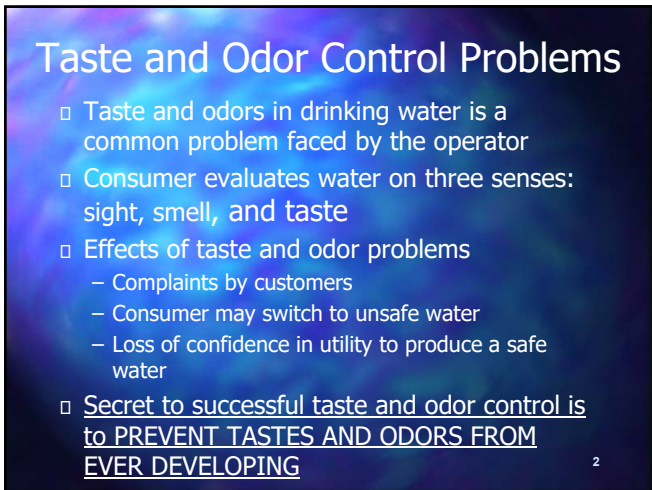 Taste and Odor Control Problems
▯ Taste and odors in drinking water is a
common problem faced by the operator
▯ Consumer evaluates water on three senses:
sight, smell, and taste
▯ Effects of taste and odor problems
– Complaints by customers
– Consumer may switch to unsafe water
– Loss of confidence in utility to produce a safe
water
▯ Secret to successful taste and odor control is
to PREVENT TASTES AND ODORS FROM
EVER DEVELOPING
2